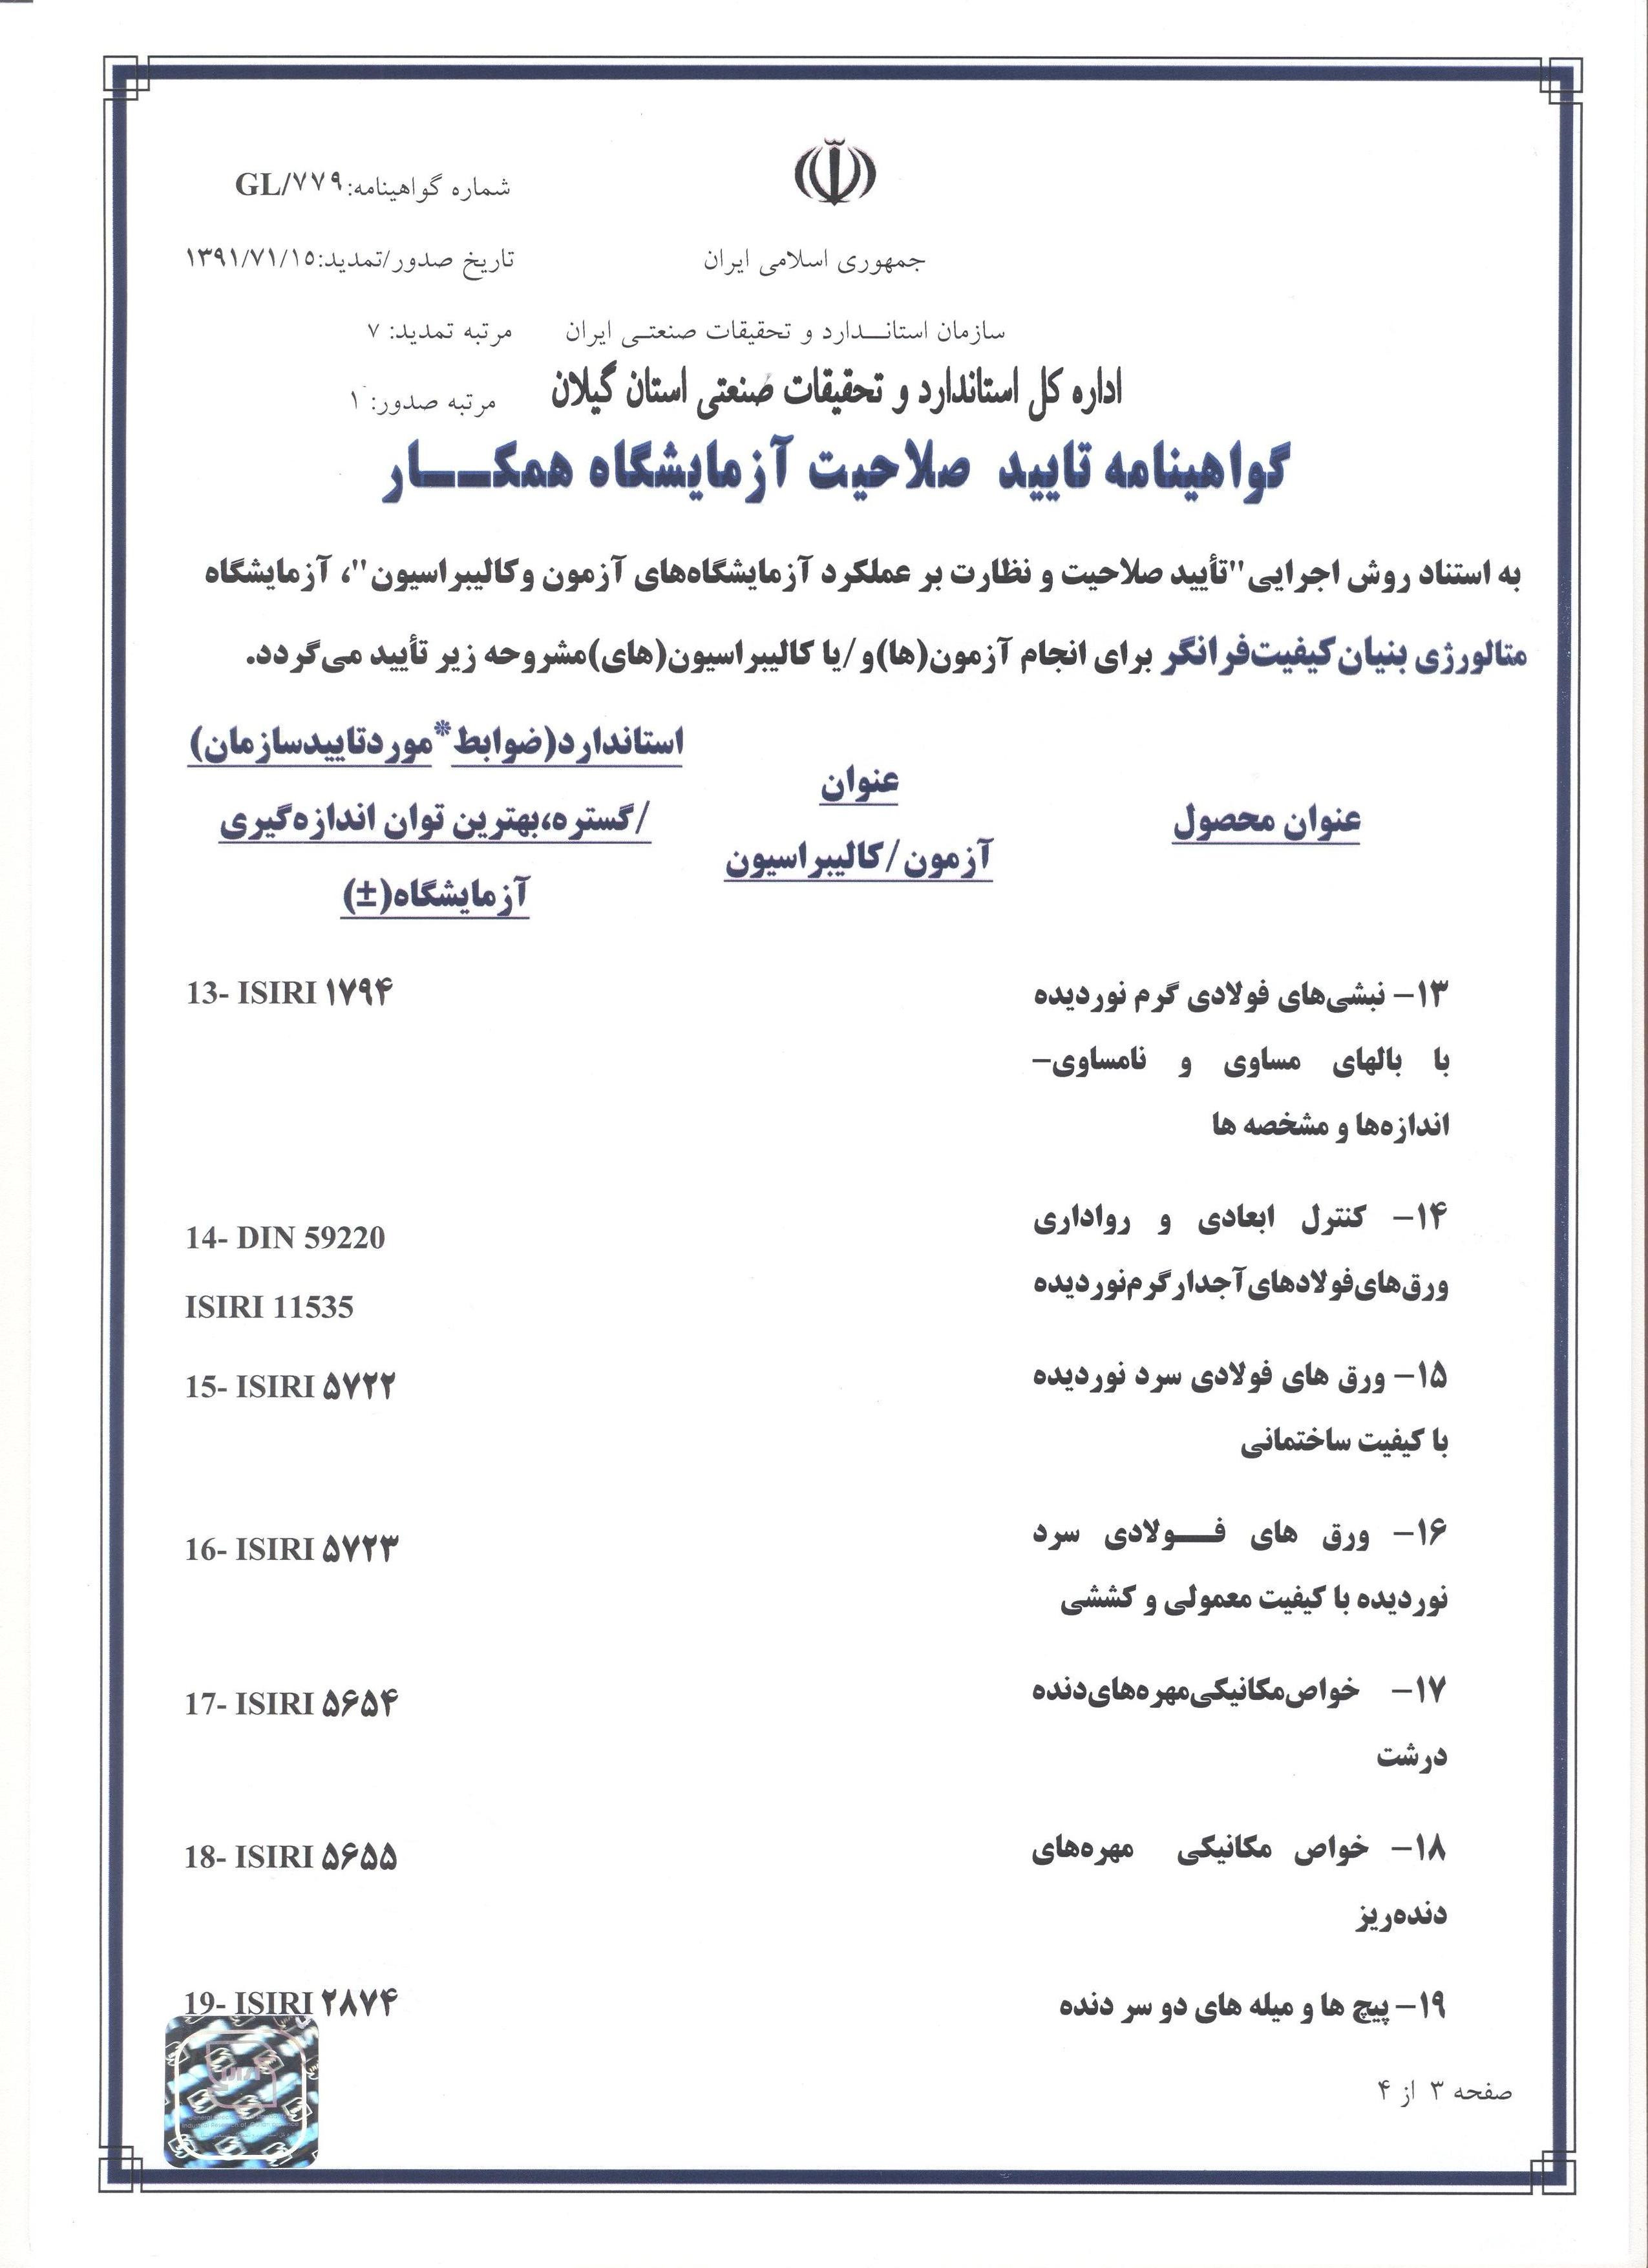 شماره گواهینامه:GL/۷۷۹
جمهوری اسلامی ایران
تاریخ صدور/تمدید:۱۳۹۱/۷۱/۱۵
سازمان استانـــدارد و تحقیقات صنعتـی ایران
مرتبه تمدید: ۷
اداره کل استاندارد و تحقیقات صنعتی استان گیلان
مرتبه صدور: ۱
گواهینامه تایید صلاحیت آزمایشگاه همکـــار
به استناد روش اجرایی"تأیید صلاحیت و نظارت بر عملکرد آزمایشگاه‌های آزمون وکالیبراسیون"، آزمایشگاه
متالورژی بنیان‌کیفیت‌فرانگر برای انجام آزمون(ها)و/یا کالیبراسیون(های)مشروحه زیر تأیید می‌گردد.
عنوان محصول
عنوان
آزمون/کالیبراسیون
استاندارد(ضوابط*موردتاییدسازمان)
/گستره،بهترین توان اندازه‌گیری
آزمایشگاه(±)
۱۳– نبشی‌های فولادی گرم نوردیده
با بالهای مساوی و نامساوی–
اندازه‌ها و مشخصه ها
13- ISIRI ۱۷۹۴
۱۴– کنترل ابعادی و رواداری
ورق‌های‌فولادهای‌آجدارگرم‌نوردیده
14- DIN 59220
ISIRI 11535
۱۵– ورق های فولادی سرد نوردیده
با کیفیت ساختمانی
15- ISIRI ۵۷۲۲
۱۶– ورق های فـــولادی سرد
نوردیده با کیفیت معمولی و کششی
16- ISIRI ۵۷۲۳
۱۷– خواص‌مکانیکی‌مهره‌های‌دنده
درشت
17- ISIRI ۵۶۵۴
۱۸– خواص مکانیکی مهره‌های
دنده‌ریز
18- ISIRI ۵۶۵۵
۱۹– پیچ ها و میله های دو سر دنده
19- ISIRI ۲۸۷۴
صفحه ۳ از ۴